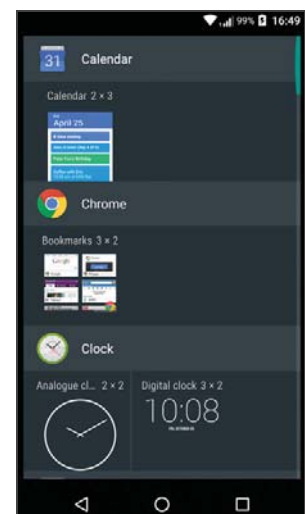 99% 16:49
31 Calendar
Calendar 2 × 3
April 25
Chrome
Bookmarks 3 × 2
Clock
Analogue cl... 2 × 2 Digital clock 3 × 2
10:08